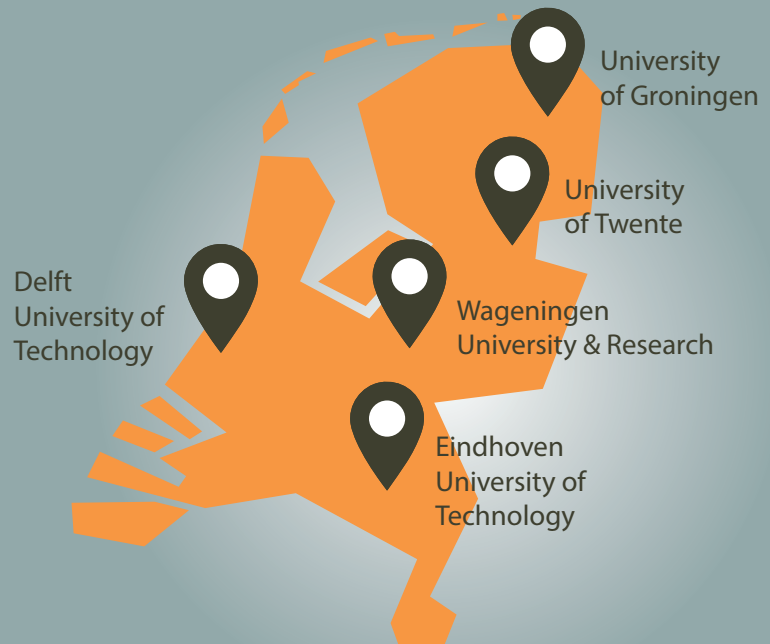 University
of Groningen
University
of Twente
Delft
University of
Technology
Wageningen
University & Research
Eindhoven
University of
Technology